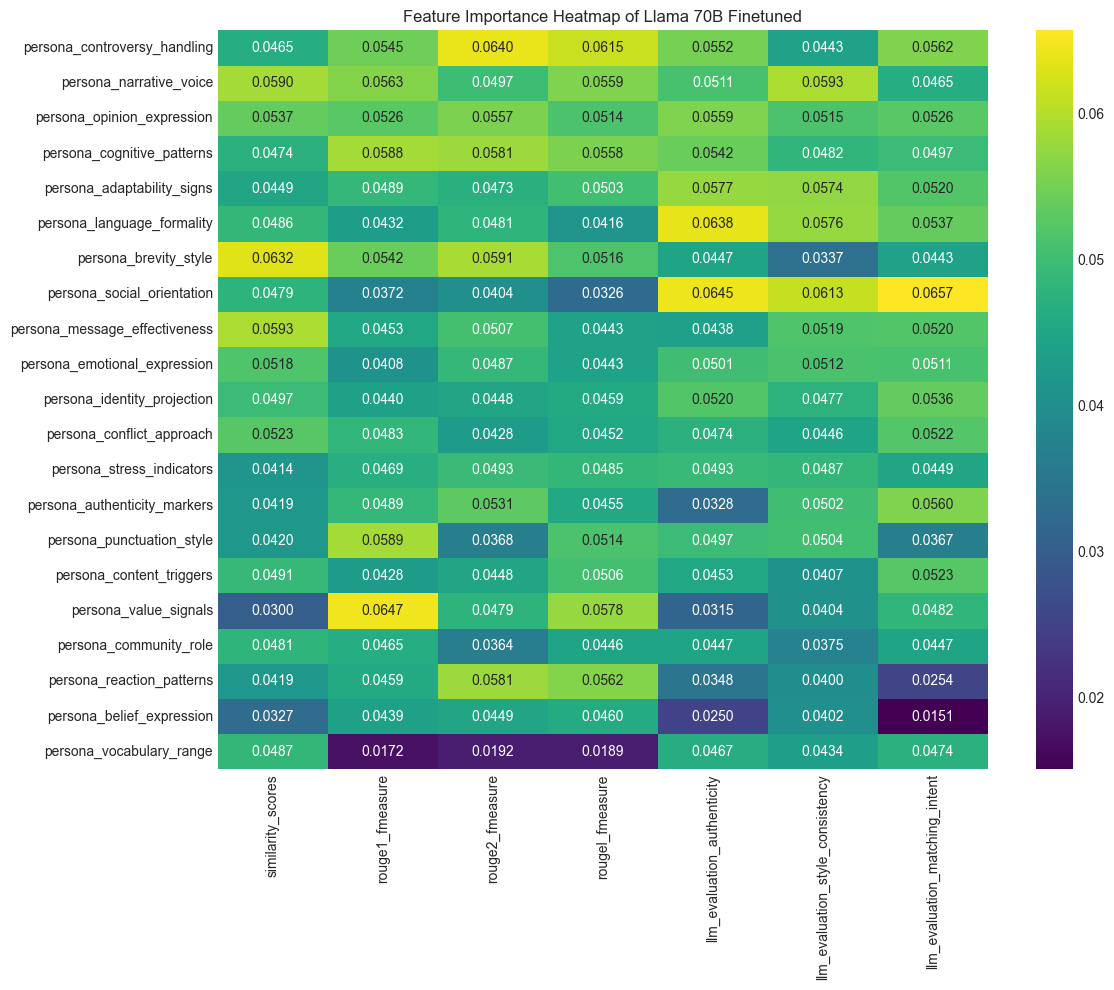 Feature Importance Heatmap of Llama 70B Finetuned
persona_controversy_handling 0.0465 0.0545 0.0640 0.0615 0.0552 0.0443 0.0562
persona_narrative_voice 0.0590 0.0563 0.0497 0.0559 0.0511 0.0593 0.0465
persona_opinion_expression 0.0537 0.0526 0.0557 0.0514 0.0559 0.0515 0.0526
persona_cognitive_patterns 0.0474 0.0588 0.0581 0.0558 0.0542 0.0482 0.0497
persona_adaptability_signs 0.0449 0.0489 0.0473 0.0503 0.0577 0.0574 0.0520
persona_language_formality 0.0486 0.0432 0.0481 0.0416 0.0638 0.0576 0.0537
persona_brevity_style 0.0632 0.0542 0.0591 0.0516 0.0447 0.0337 0.0443
persona_social_orientation 0.0479 0.0372 0.0404 0.0326 0.0645 0.0613 0.0657
persona_message_effectiveness 0.0593 0.0453 0.0507 0.0443 0.0438 0.0519 0.0520
persona_emotional_expression 0.0518 0.0408 0.0487 0.0443 0.0501 0.0512 0.0511
persona_identity_projection 0.0497 0.0440 0.0448 0.0459 0.0520 0.0477 0.0536
persona_conflict_approach 0.0523 0.0483 0.0428 0.0452 0.0474 0.0446 0.0522
persona_stress_indicators 0.0414 0.0469 0.0493 0.0485 0.0493 0.0487 0.0449
persona_authenticity_markers 0.0419 0.0489 0.0531 0.0455 0.0328 0.0502 0.0560
persona_punctuation_style 0.0420 0.0589 0.0368 0.0514 0.0497 0.0504 0.0367
persona_content_triggers 0.0491 0.0428 0.0448 0.0506 0.0453 0.0407 0.0523
persona_value_signals 0.0300 0.0647 0.0479 0.0578 0.0315 0.0404 0.0482
persona_community_role 0.0481 0.0465 0.0364 0.0446 0.0447 0.0375 0.0447
persona_reaction_patterns 0.0419 0.0459 0.0581 0.0562 0.0348 0.0400 0.0254
persona_belief_expression 0.0327 0.0439 0.0449 0.0460 0.0250 0.0402 0.0151
persona_vocabulary_range 0.0487 0.0172 0.0192 0.0189 0.0467 0.0434 0.0474
similarity_scores
rouge1_fmeasure
rouge2_fmeasure
rougel_fmeasure
llm_evaluation_authenticity
llm_evaluation_style_consistency
llm_evaluation_matching_intent
0.06
0.05
0.04
0.03
0.02